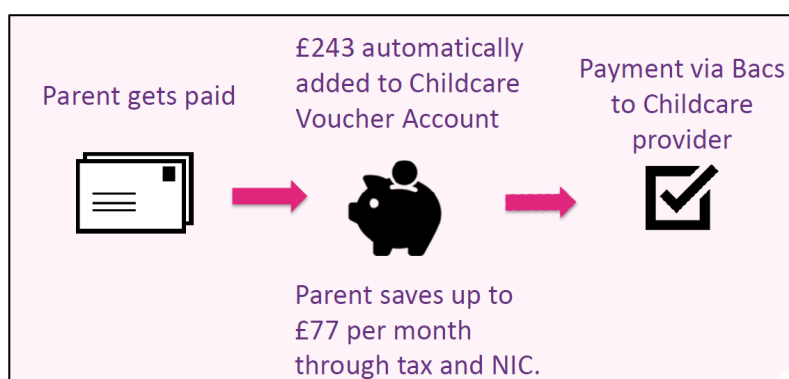 Parent gets paid
£243 automatically
added to Childcare
Voucher Account
Parent saves up to
£77 per month
through tax and NIC.
Payment via Bacs
to Childcare
provider